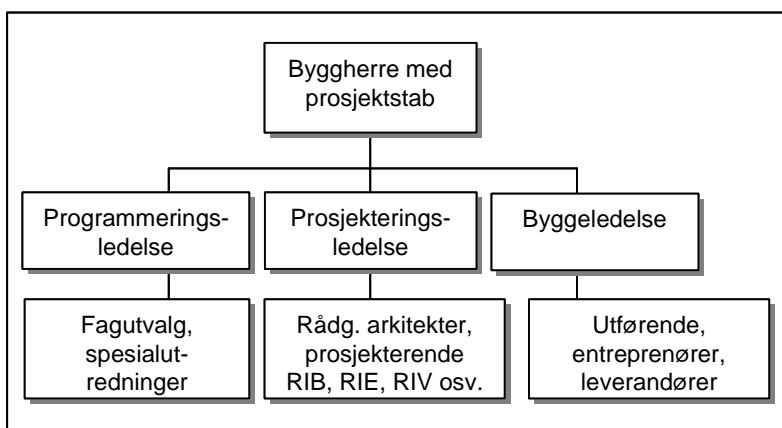 Byggherre med
prosjektstab
Programmerings-
ledelse
Prosjekterings-
ledelse
Byggeledelse
Fagutvalg,
spesialut-
redninger
Rådg. arkitekter,
prosjekterende
RIB, RIE, RIV osv.
Utførende,
entreprenører,
leverandører